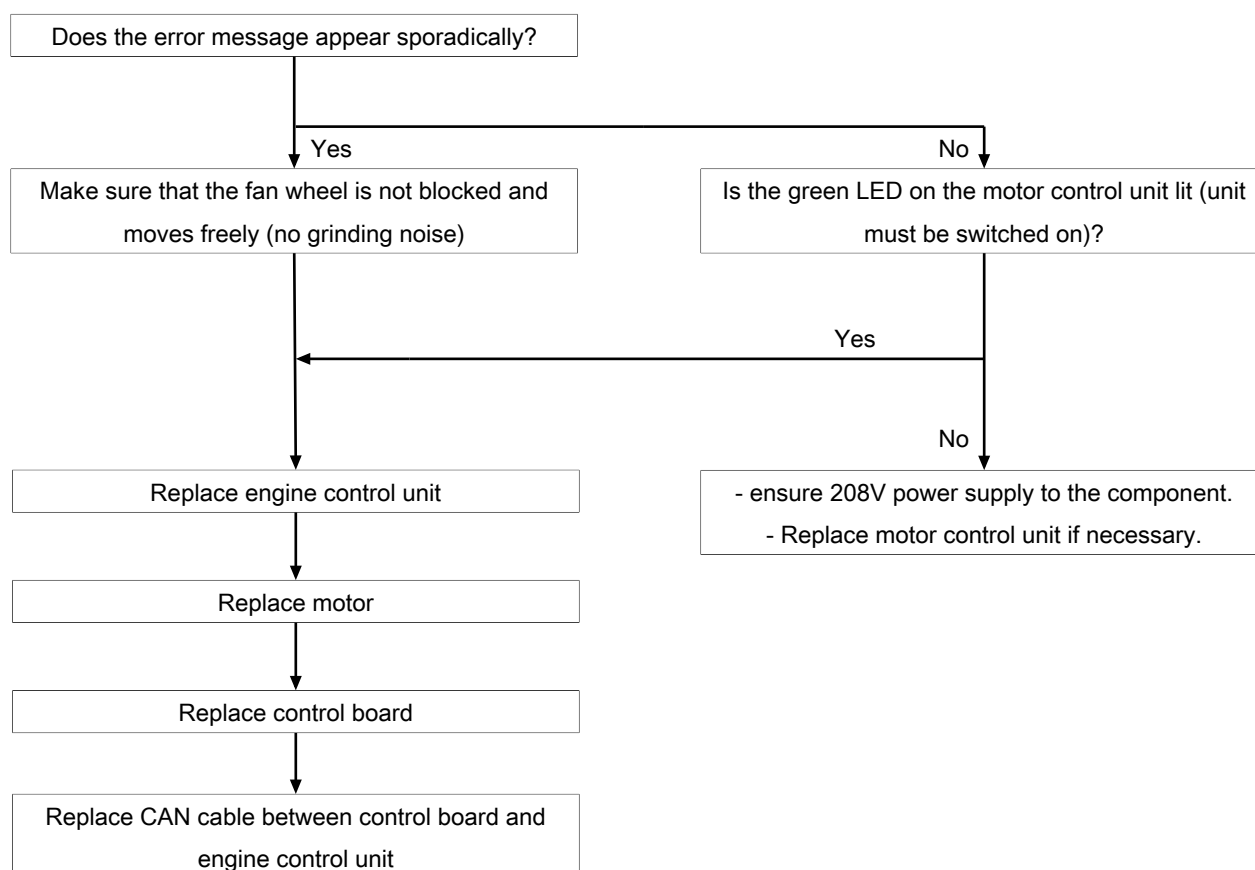 Does the error message appear sporadically?
Yes
No
Make sure that the fan wheel is not blocked and
moves freely (no grinding noise)
Is the green LED on the motor control unit lit (unit
must be switched on)?
Yes
No
Replace engine control unit
- ensure 208V power supply to the component.
- Replace motor control unit if necessary.
Replace motor
Replace control board
Replace CAN cable between control board and
engine control unit